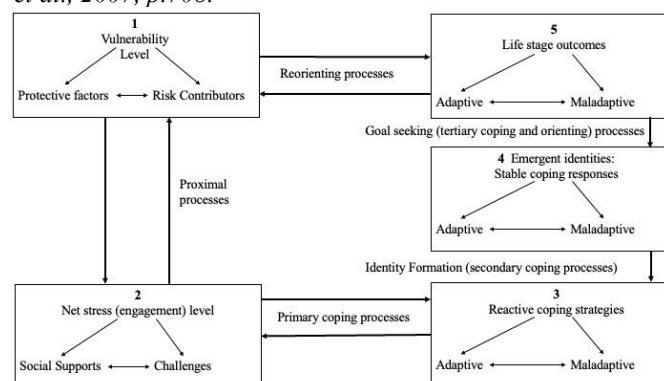 et al., 2007, p.708.
1
Vulnerability
Level
Protective factors Risk Contributors
Reorienting processes
5
Life stage outcomes
Adaptive Maladaptive
Goal seeking (tertiary coping and orienting) processes
4 Emergent identities:
Stable coping responses
Adaptive Maladaptive
Proximal
processes
Identity Formation (secondary coping processes)
2
Net stress (engagement) level
Social Supports Challenges
Primary coping processes
3
Reactive coping strategies
Adaptive Maladaptive